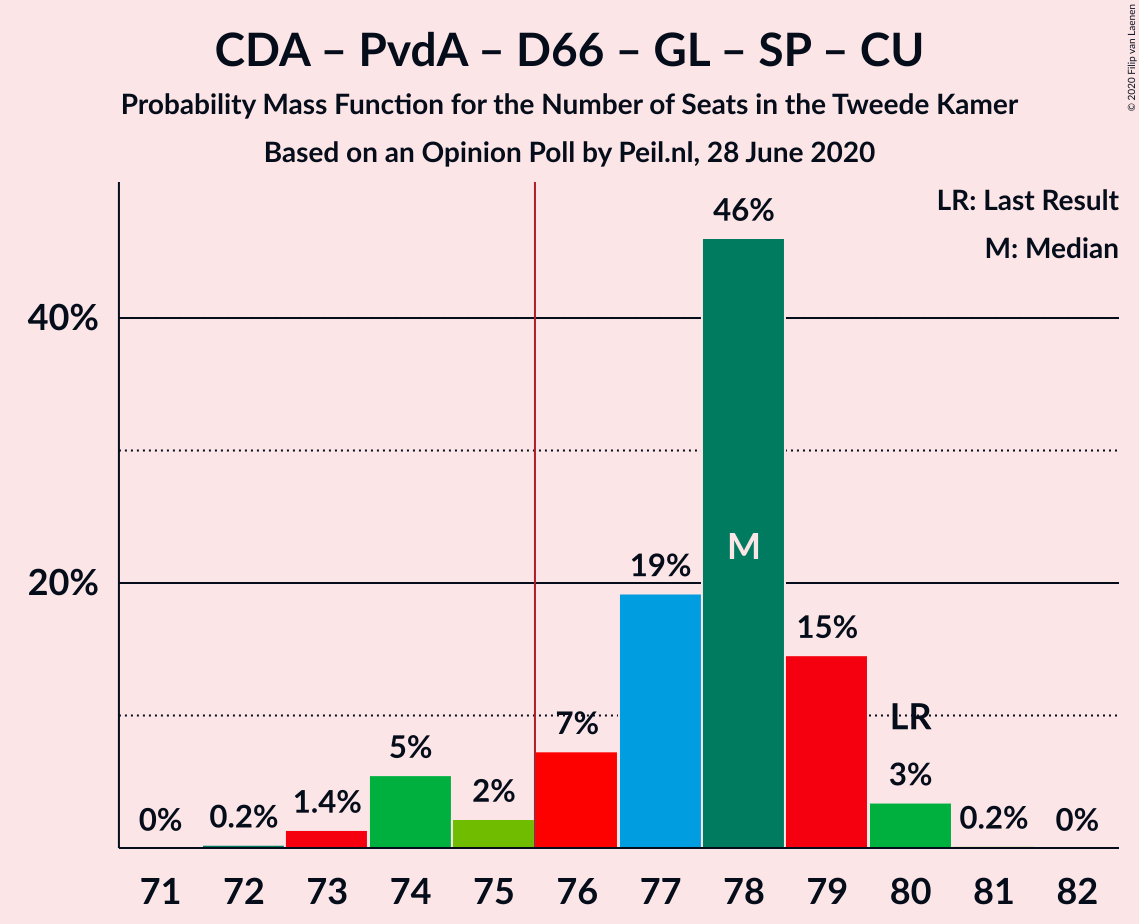 CDA – PvdA – D66 – GL – SP – CU
Probability Mass Function for the Number of Seats in the Tweede Kamer
Based on an Opinion Poll by Peil.nl, 28 June 2020
© 2020 Filip van Laenen
LR: Last Result
M: Median
46%
40%
M
19%
20%
15%
LR
7%
5%
3%
2%
1.4%
0%
0.2%
0.2%
0%
71 72 73 74 75 76 77 78 79 80 81 82